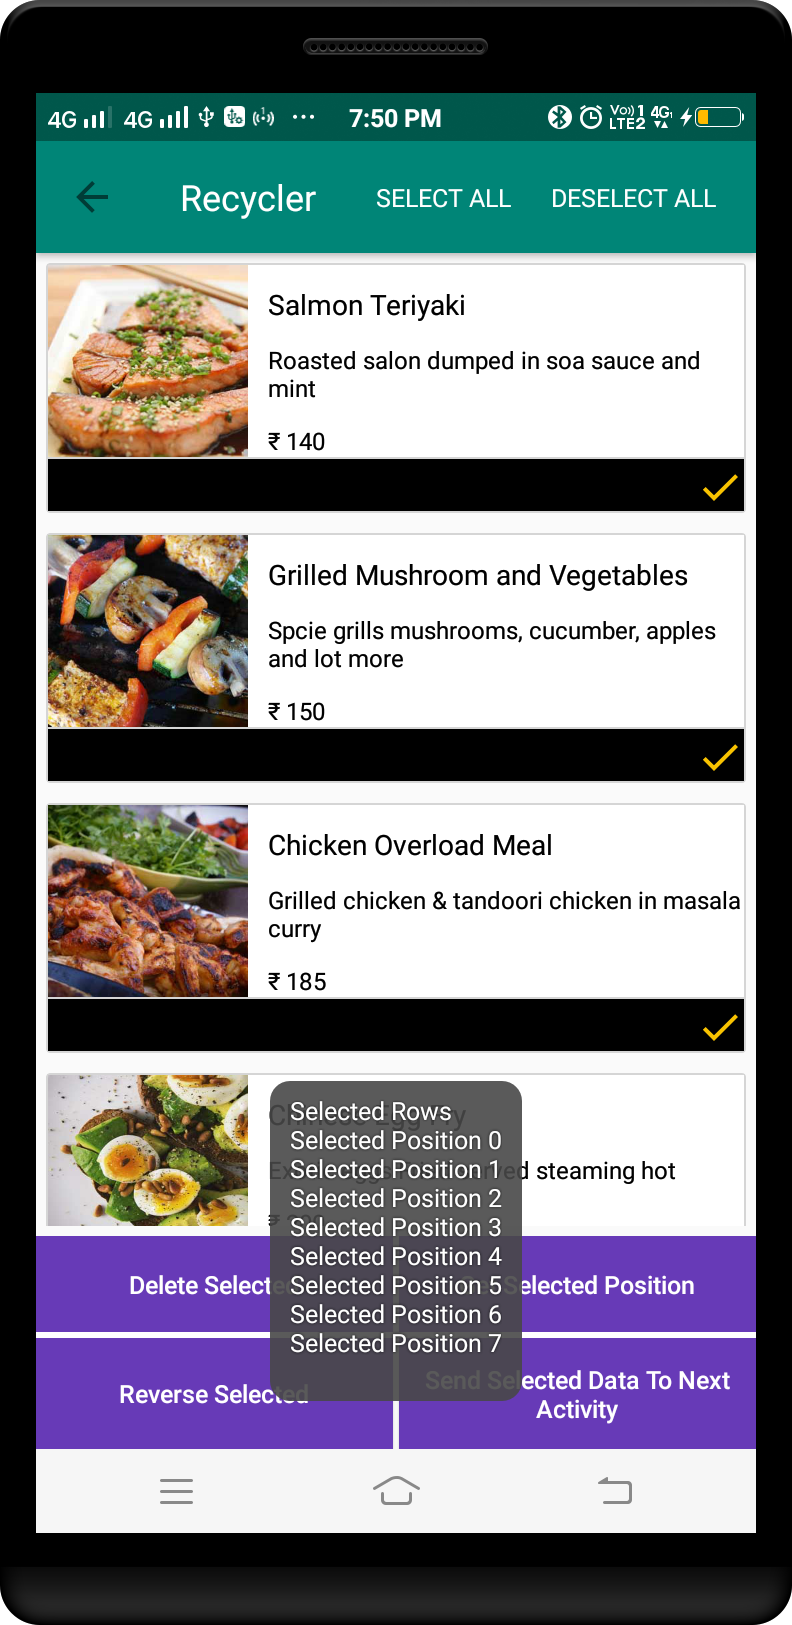 4G 4G 7:50 PM Vo)) 1 LTE2 4G
Recycler SELECT ALL DESELECT ALL
Salmon Teriyaki
Roasted salon dumped in soa sauce and
mint
₹ 140
Grilled Mushroom and Vegetables
Spcie grills mushrooms, cucumber, apples
and lot more
₹ 150
Chicken Overload Meal
Grilled chicken & tandoori chicken in masala
curry
₹ 185
Chinese Egg Fry
steaming hot
Selected Rows
Selected Position 0
Selected Position 1
Selected Position 2
Selected Position 3
Selected Position 4
Selected Position 5
Selected Position 6
Selected Position 7
Delete Selected
Selected Position
Reverse Selected
Send Selected Data To Next
Activity